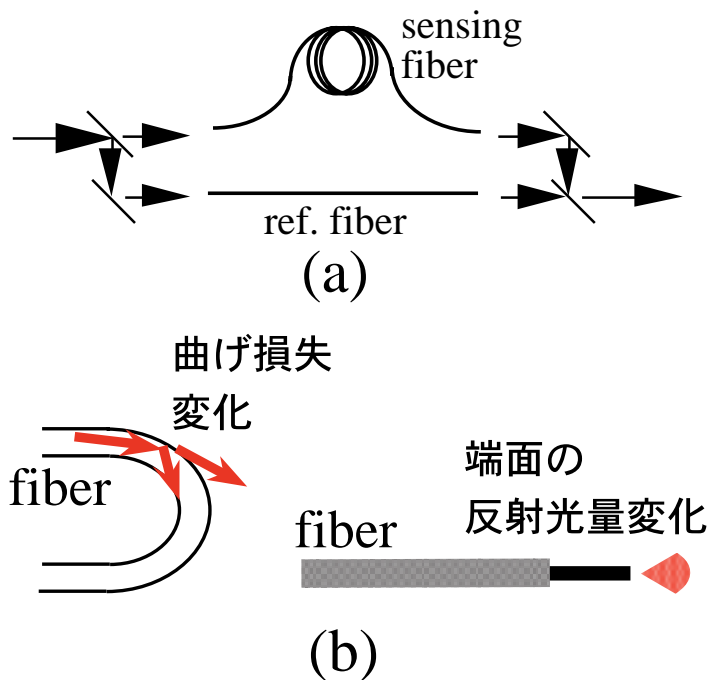 sensing
fiber
ref. fiber
(a)
曲げ損失
変化
fiber
端面の
反射光量変化
fiber
(b)